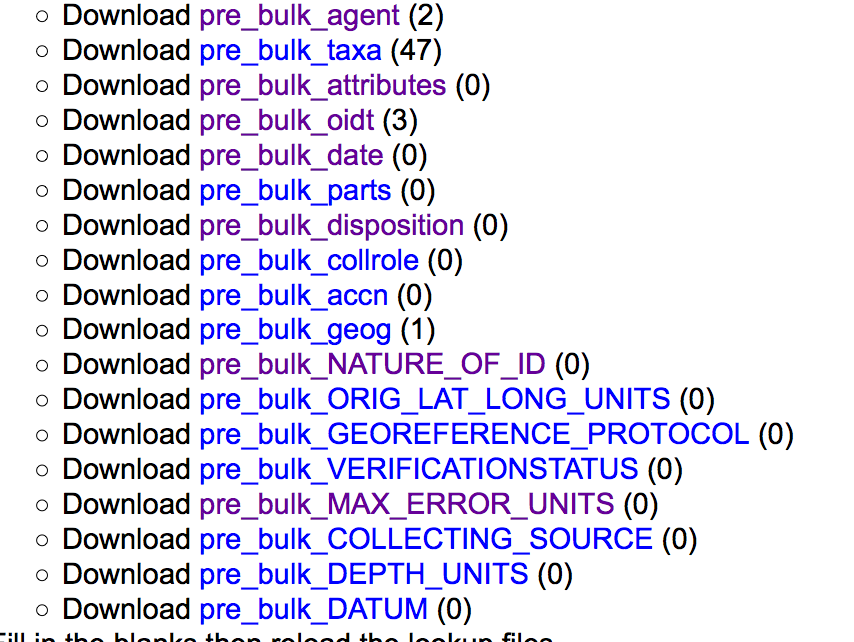 Download pre_bulk_agent (2)
Download pre_bulk_taxa (47)
Download pre_bulk_attributes (0)
Download pre_bulk_oidt (3)
Download pre_bulk_date (0)
Download pre_bulk_parts (0)
Download pre_bulk_disposition (0)
Download pre_bulk_collrole (0)
Download pre_bulk_accn (0)
Download pre_bulk_geog (1)
Download pre_bulk_NATURE_OF_ID (0)
Download pre_bulk_ORIG_LAT_LONG_UNITS (0)
Download pre_bulk_GEOREFERENCE_PROTOCOL (0)
Download pre_bulk_VERIFICATIONSTATUS (0)
Download pre_bulk_MAX_ERROR_UNITS (0)
Download pre_bulk_COLLECTING_SOURCE (0)
Download pre_bulk_DEPTH_UNITS (0)
Download pre_bulk_DATUM (0)
Fill in the blanks then reload the lookup files